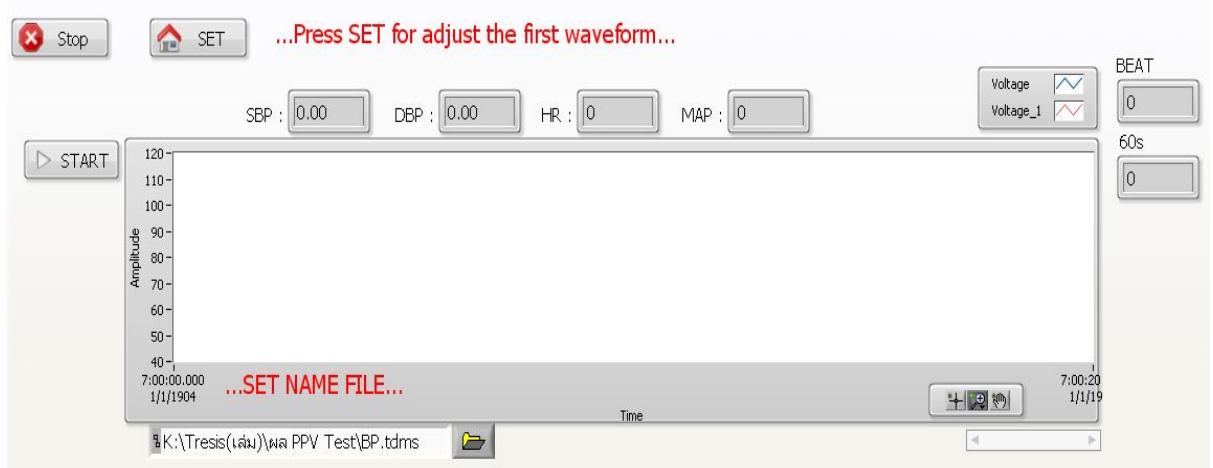 Stop
SET
...Press SET for adjust the first waveform...
BEAT
Voltage
Voltage_1
0
SBP : 0.00
DBP : 0.00
HR : 0
MAP : 0
60s
0
START
120
110
100
90
80
70
60
50
40
Amplitude
7:00:00.000
1/1/1904
...SET NAME FILE...
7:00:20
1/1/19
Time
K:\Tresis(เล่ม)\ผล PPV Test\BP.tdms